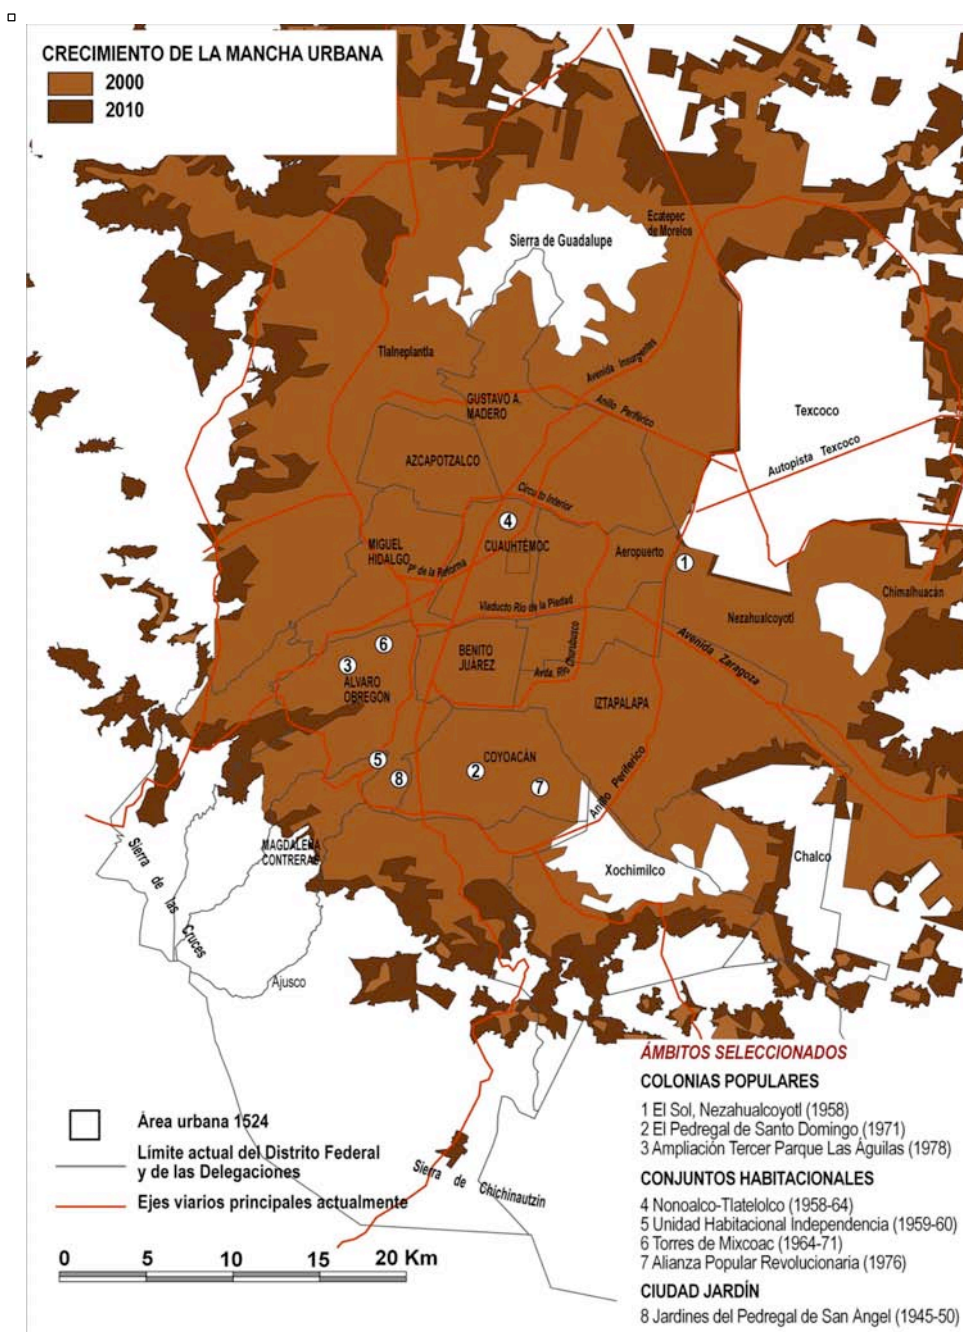 CRECIMIENTO DE LA MANCHA URBANA
2000
2010
Ecatepec
de Morelos
Sierra de Guadalupe
Tlalneplantla
Avenida Insurgentes
GUSTAVO A.
MADERO
Anillo Periférico
Texcoco
Autopista Texcoco
AZCAPOTZALCO
Circuito Interior
4
CUAUHTÉMOC
MIGUEL
HIDALGO
Pº de la Reforma
Aeropuerto
1
Chimalhuacán
Viaducto Río de la Piedad
Nezahualcoyotl
6
3
ALVARO
OBREGÓN
BENITO
JUÁREZ
Avda. Río Churubusco
Avenida Zaragoza
IZTAPALAPA
5
8
COYOACÁN
2
7
Anillo Periferico
MAGDALENA
CONTRERAS
Sierra de las Cruces
Xochimilco
Chalco
Ajusco
Sierra de Chichinautzin
Área urbana 1524
Límite actual del Distrito Federal
y de las Delegaciones
Ejes viarios principales actualmente
0 5 10 15 20 Km
ÁMBITOS SELECCIONADOS
COLONIAS POPULARES
1 El Sol, Nezahualcoyotl (1958)
2 El Pedregal de Santo Domingo (1971)
3 Ampliación Tercer Parque Las Águilas (1978)
CONJUNTOS HABITACIONALES
4 Nonoalco-Tlatelolco (1958-64)
5 Unidad Habitacional Independencia (1959-60)
6 Torres de Mixcoac (1964-71)
7 Alianza Popular Revolucionaria (1976)
CIUDAD JARDÍN
8 Jardines del Pedregal de San Angel (1945-50)